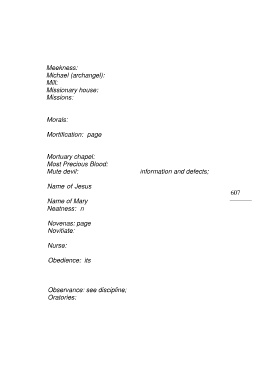 Meekness:
Michael (archangel):
Mill:
Missionary house:
Missions:
Morals:
Mortification: page
Mortuary chapel:
Most Precious Blood:
Mute devil: information and defects;
Name of Jesus
607
Name of Mary
Neatness: n
Novenas: page
Novitiate:
Nurse:
Obedience: its
Observance: see discipline;
Oratories: